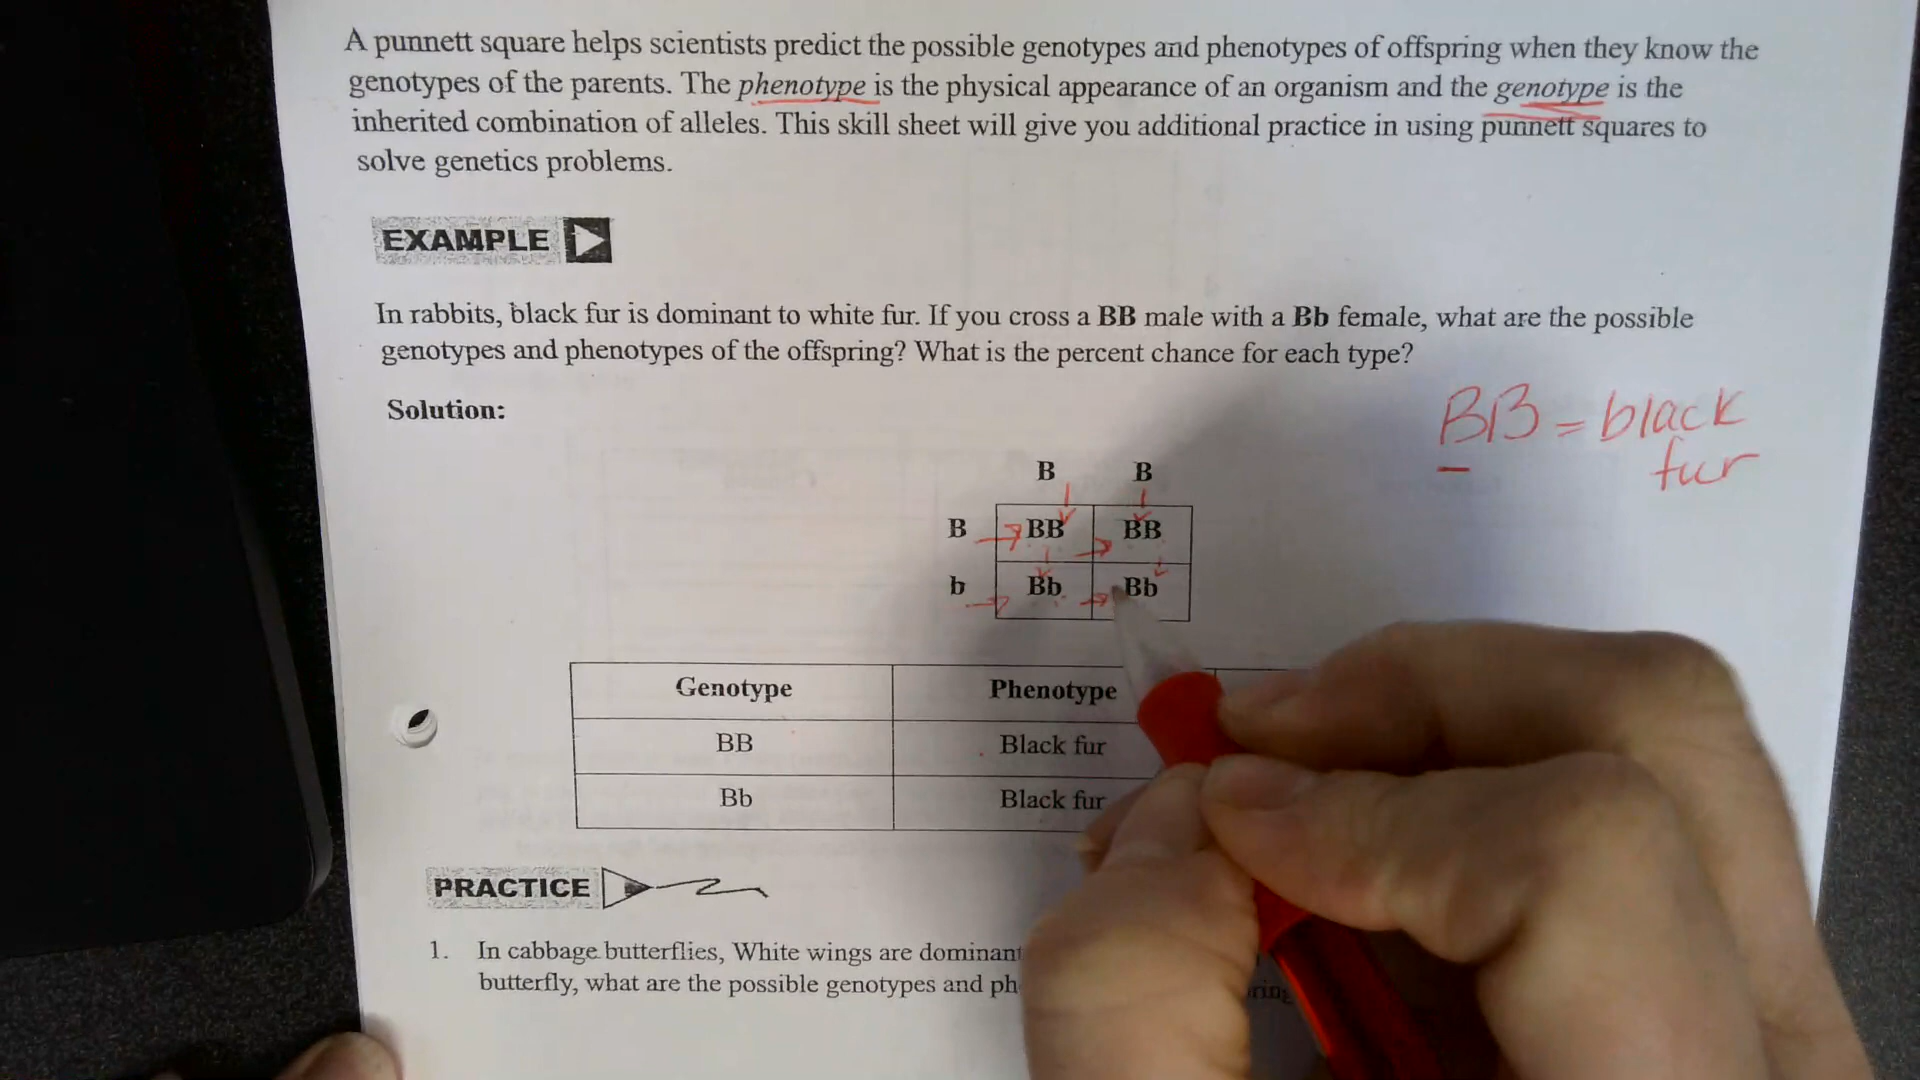 A punnett square helps scientists predict the possible genotypes and phenotypes of offspring when they know the
genotypes of the parents. The phenotype is the physical appearance of an organism and the genotype is the
inherited combination of alleles. This skill sheet will give you additional practice in using punnett squares to
solve genetics problems.
EXAMPLE
In rabbits, black fur is dominant to white fur. If you cross a BB male with a Bb female, what are the possible
genotypes and phenotypes of the offspring? What is the percent chance for each type?
Solution:
BB = black
fur
B B
B BB BB
b Bb Bb
Genotype Phenotype
BB Black fur
Bb Black fur
PRACTICE
1. In cabbage butterflies, White wings are dominant
butterfly, what are the possible genotypes and